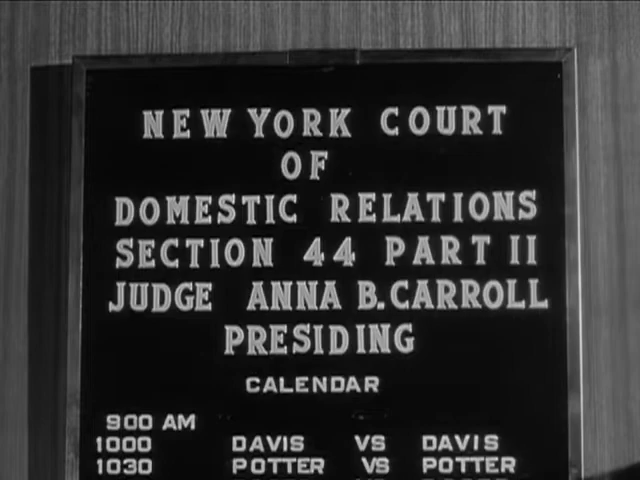 NEW YORK COURT
OF
DOMESTIC RELATIONS
SECTION 44 PART II
JUDGE ANNA B. CARROLL
PRESIDING
CALENDAR
900 AM
1000 DAVIS VS DAVIS
1030 POTTER VS POTTER